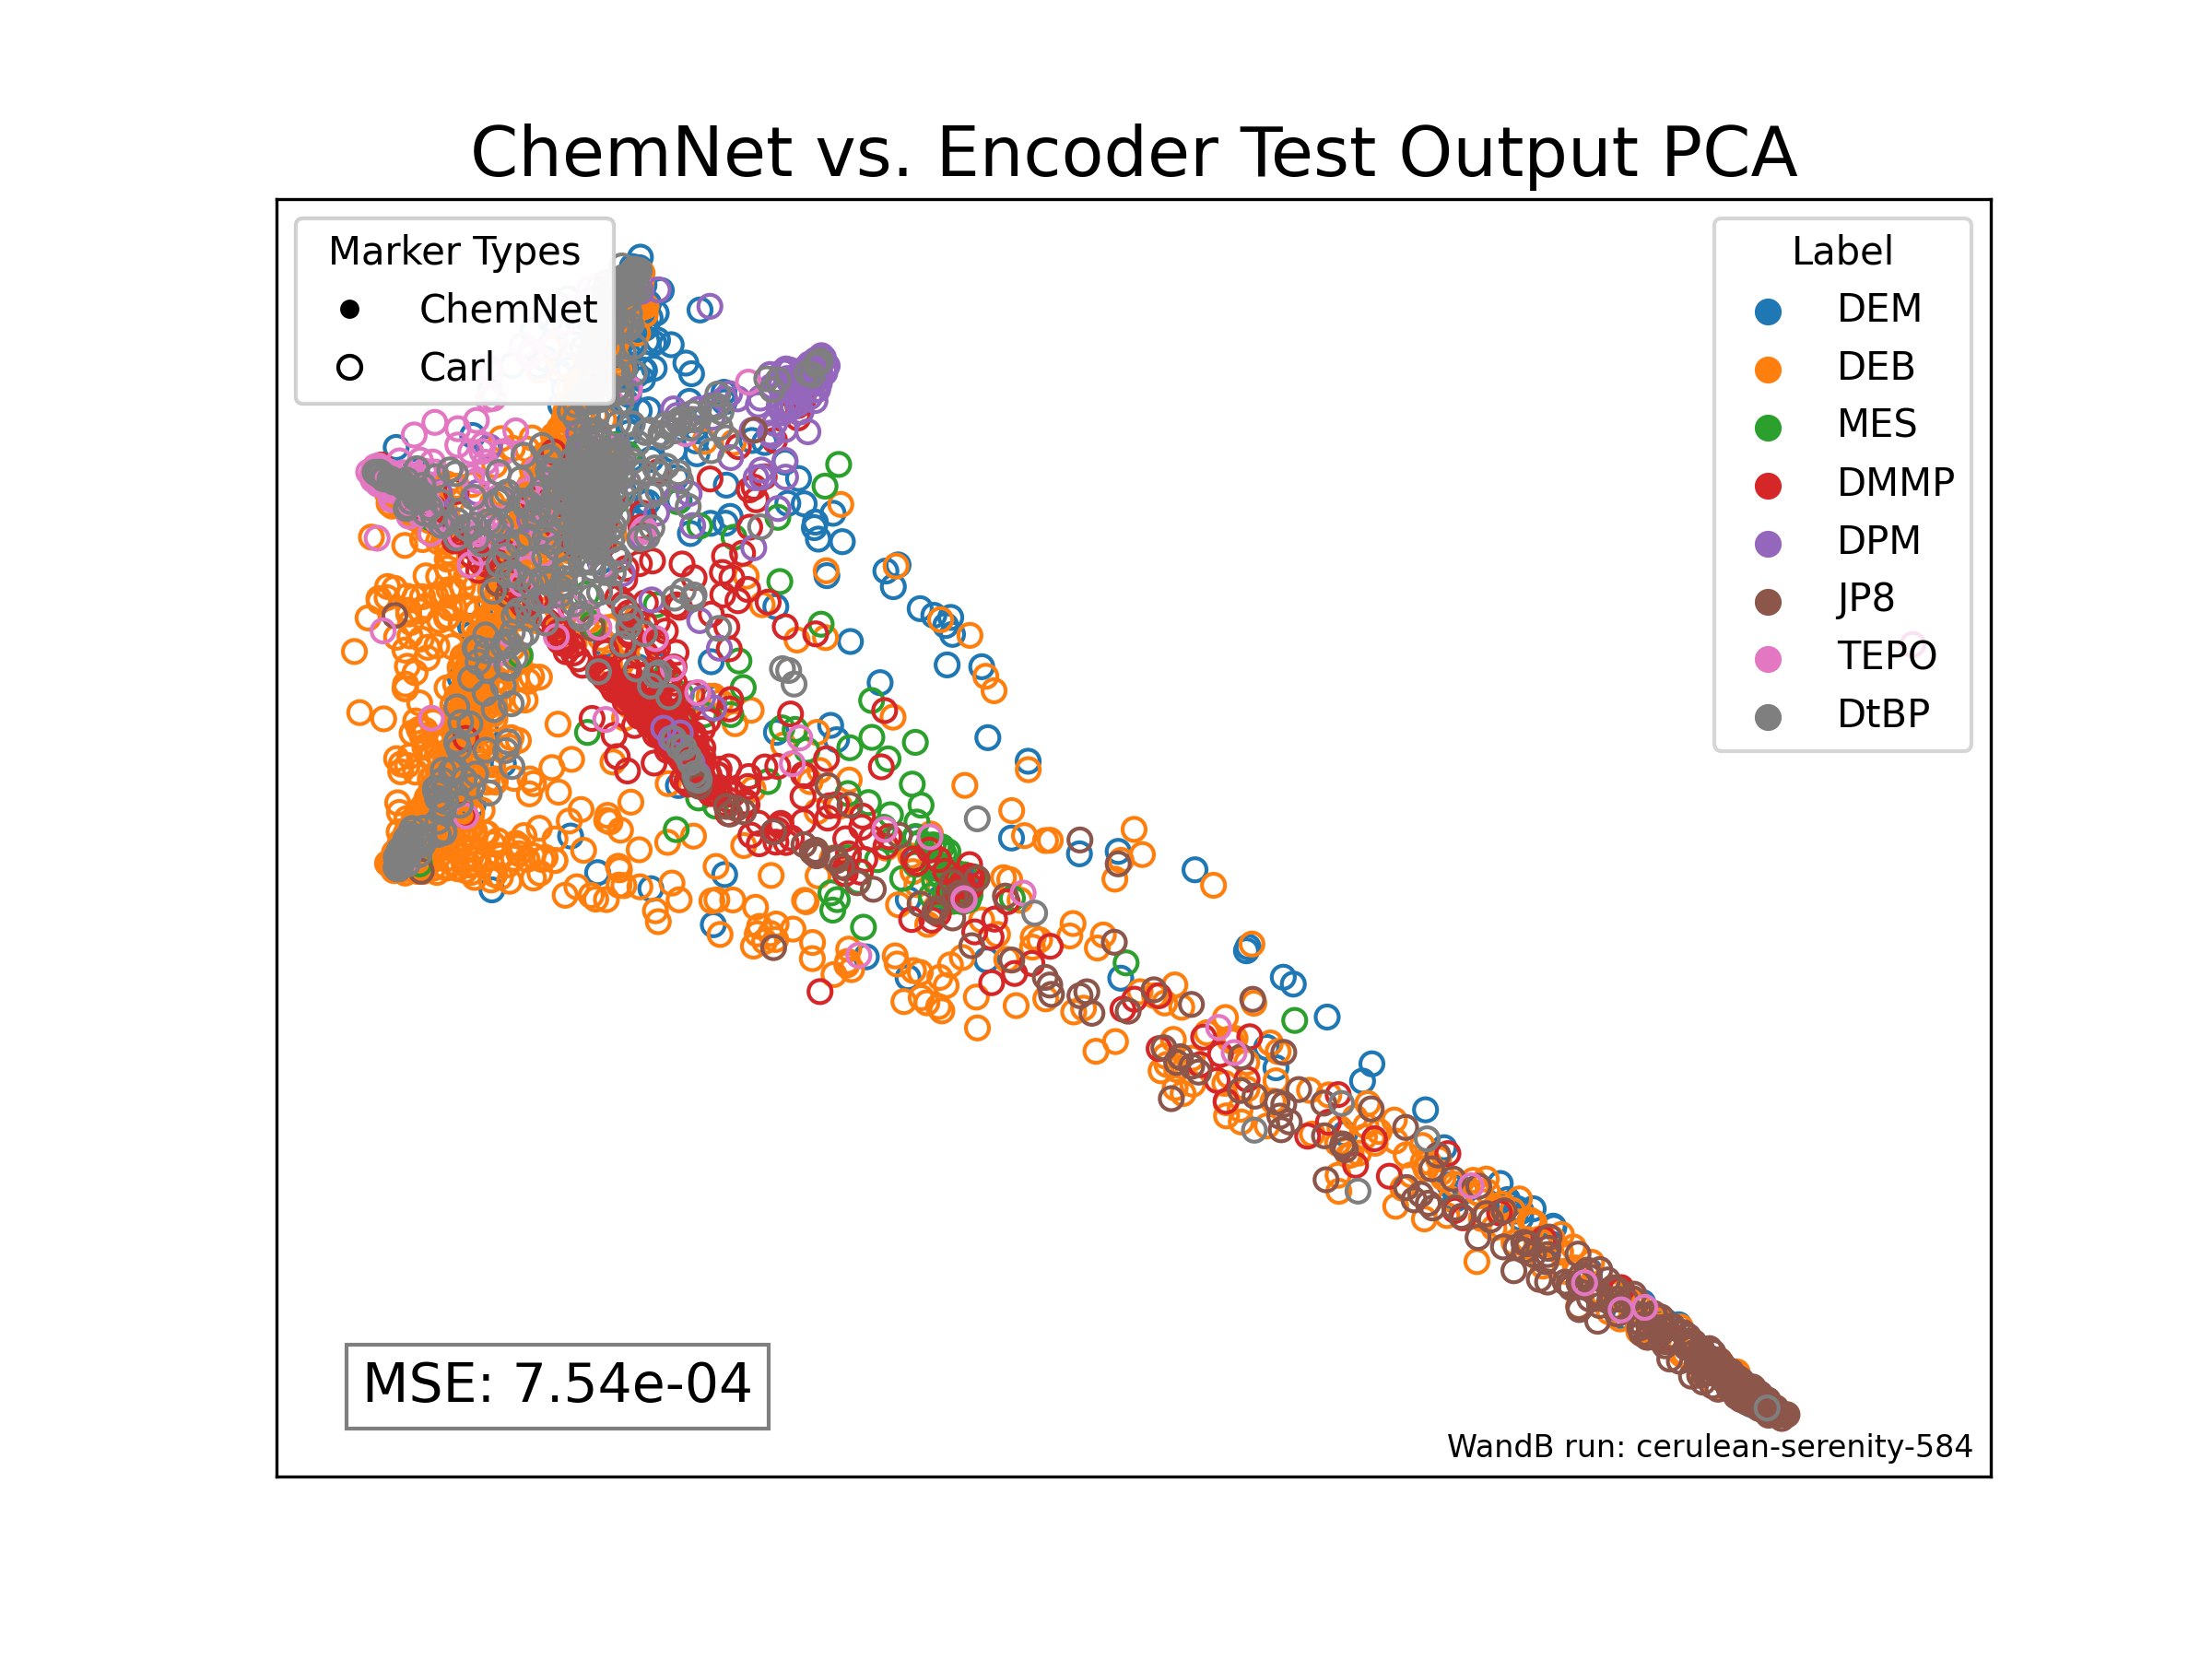 ChemNet vs. Encoder Test Output PCA
Marker Types
ChemNet
Carl
Label
DEM
DEB
MES
DMMP
DPM
JP8
TEPO
DtBP
MSE: 7.54e-04
WandB run: cerulean-serenity-584